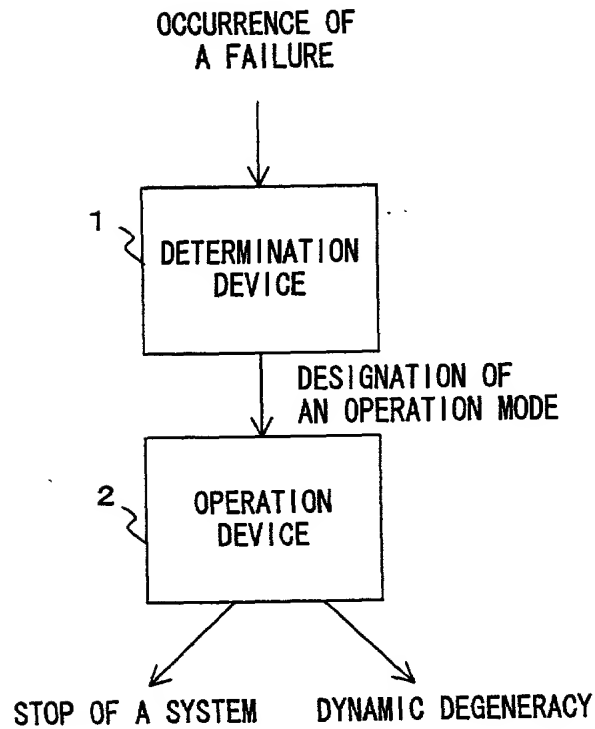 OCCURRENCE OF
A FAILURE
1
DETERMINATION
DEVICE
DESIGNATION OF
AN OPERATION MODE
2
OPERATION
DEVICE
STOP OF A SYSTEM
DYNAMIC DEGENERACY